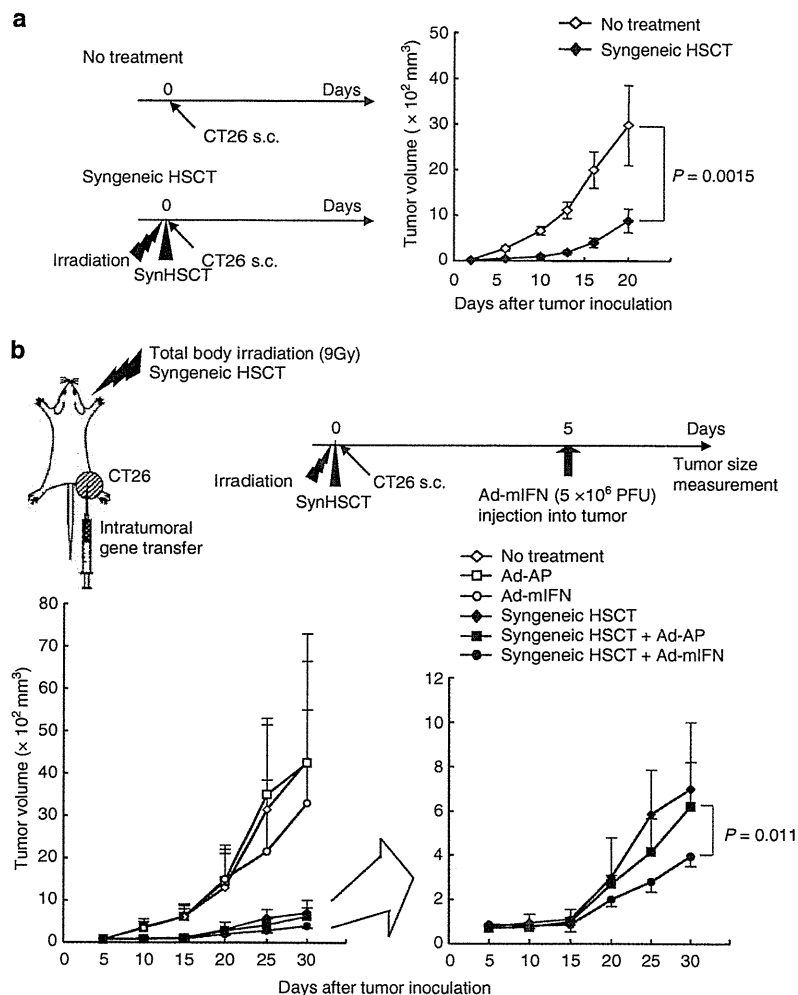 a
No treatment
0
Days
CT26 s.c.
Syngeneic HSCT
0
Days
Irradiation
CT26 s.c.
SynHSCT
No treatment
Syngeneic HSCT
Tumor volume ( × 10² mm³)
50
40
30
20
10
0
P = 0.0015
0 5 10 15 20
Days after tumor inoculation
b
Total body irradiation (9Gy)
Syngeneic HSCT
CT26
Intratumoral
gene transfer
0
5
Days
Irradiation
CT26 s.c.
SynHSCT
Ad-mIFN (5 ×10⁶ PFU)
injection into tumor
Tumor size
measurement
No treatment
Ad-AP
Ad-mIFN
Syngeneic HSCT
Syngeneic HSCT + Ad-AP
Syngeneic HSCT + Ad-mIFN
Tumor volume (× 10² mm³)
80
70
60
50
40
30
20
10
0
0 5 10 15 20 25 30
12
10
8
6
4
2
0
P = 0.011
0 5 10 15 20 25 30
Days after tumor inoculation